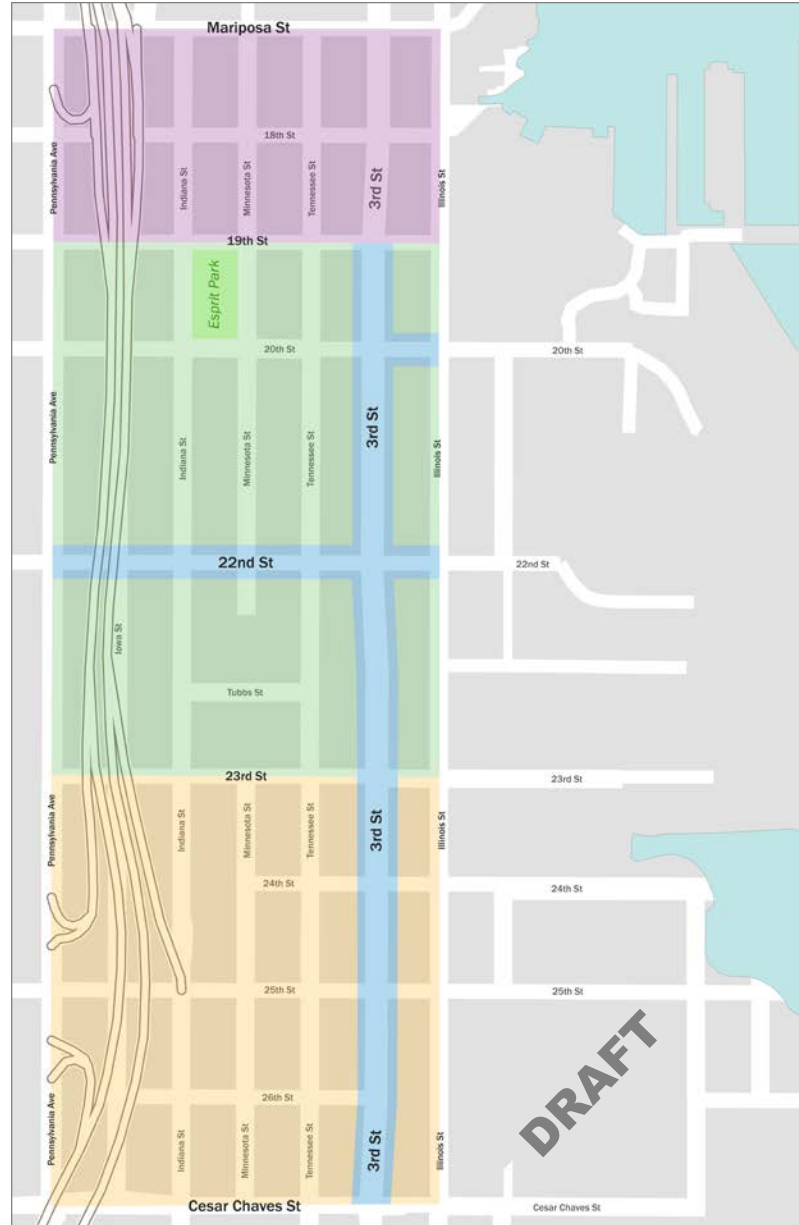 Mariposa St
18th St
Pennsylvania Ave
Indiana St
Minnesota St
Tennessee St
3rd St
Illinois St
19th St
Esprit Park
20th St
20th St
Pennsylvania Ave
Indiana St
Minnesota St
Tennessee St
3rd St
Illinois St
22nd St
22nd St
Iowa St
Tubbs St
23rd St
23rd St
Pennsylvania Ave
Indiana St
Minnesota St
Tennessee St
3rd St
Illinois St
24th St
24th St
25th St
25th St
DRAFT
26th St
Pennsylvania Ave
Indiana St
Minnesota St
Tennessee St
3rd St
Illinois St
Cesar Chaves St
Cesar Chaves St